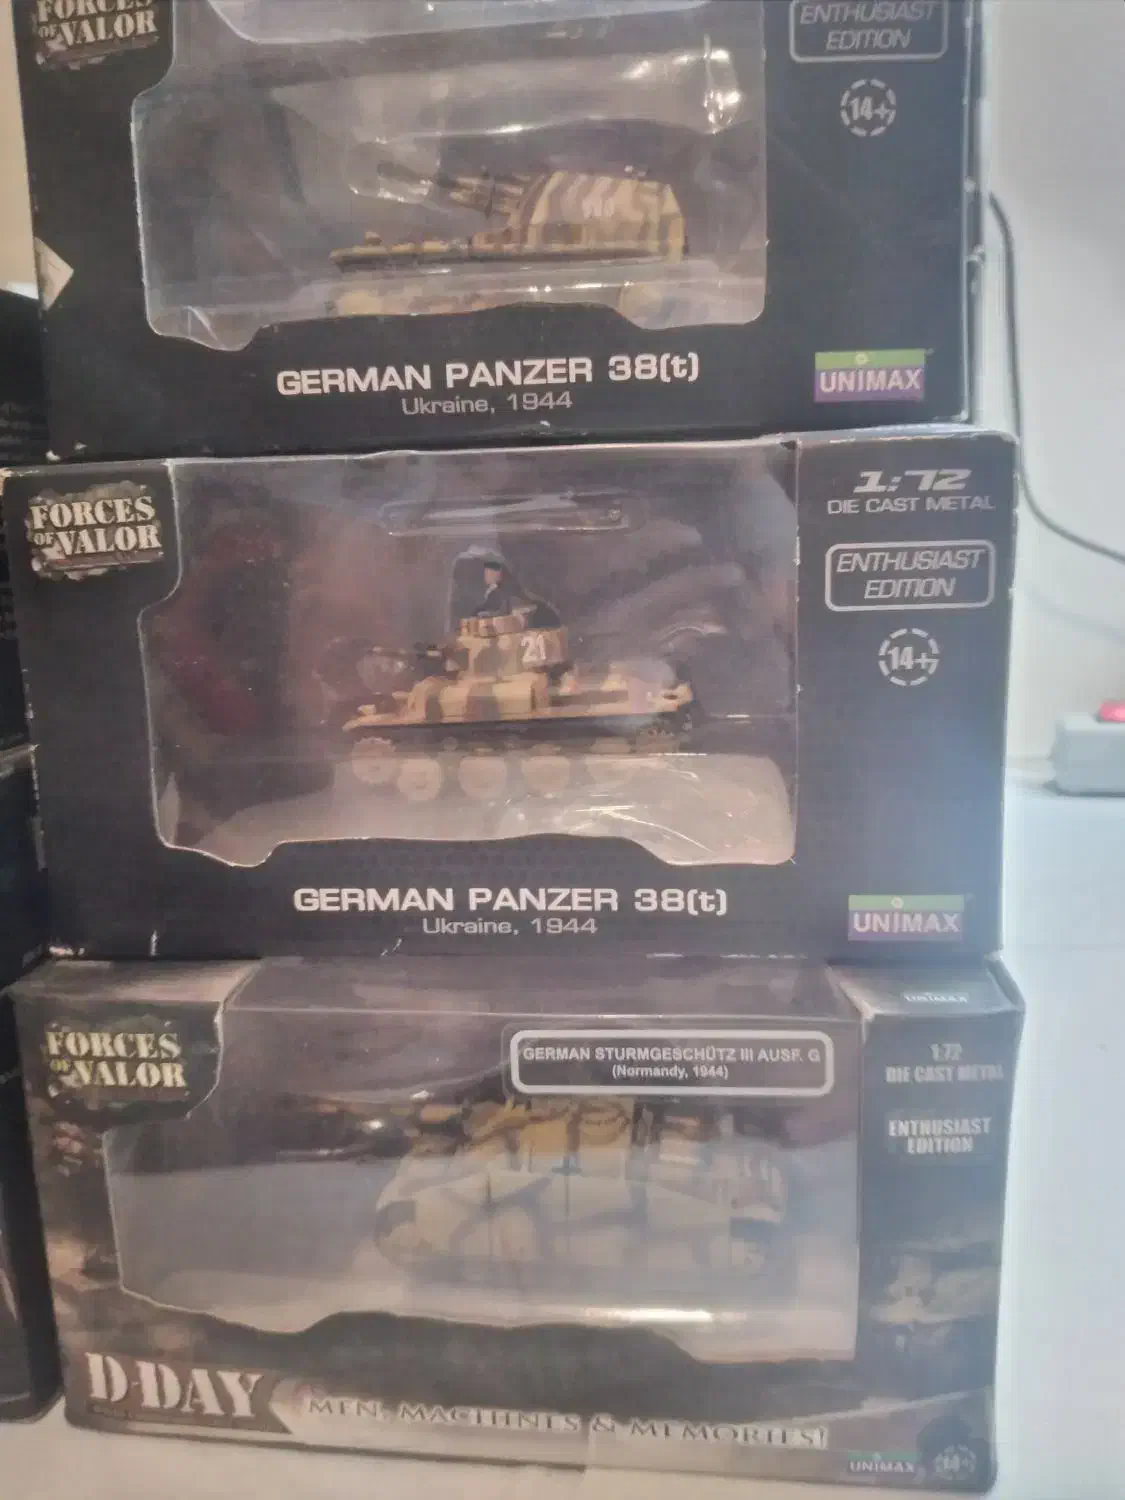 FORCES
OF VALOR
ENTHUSIAST
EDITION
14+
GERMAN PANZER 38(t)
Ukraine, 1944
UNIMAX
FORCES
OF VALOR
1:72
DIE CAST METAL
ENTHUSIAST
EDITION
14+
21
GERMAN PANZER 38(t)
Ukraine, 1944
UNIMAX
UNIMAX
FORCES
OF VALOR
GERMAN STURMGESCHÜTZ III AUSF. G
(Normandy, 1944)
1:72
DIE CAST METAL
ENTHUSIAST
EDITION
D-DAY
MEN, MACHINES & MEMORIES!
UNIMAX
14+